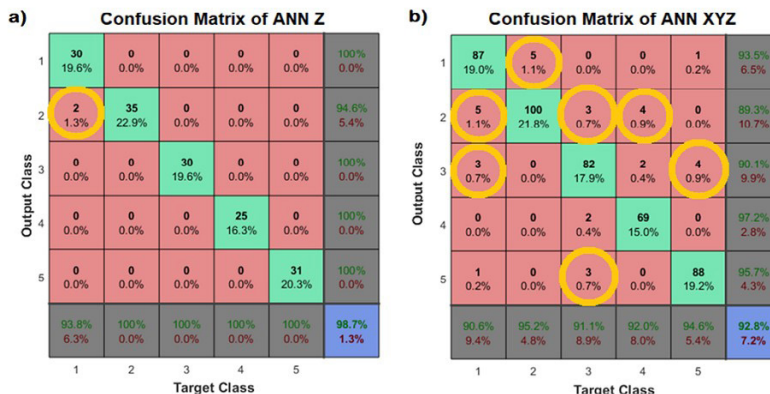 a)
Confusion Matrix of ANN Z
Output Class
1
30 0 0 0 0 100%
19.6% 0.0% 0.0% 0.0% 0.0% 0.0%
2
2 35 0 0 0 94.6%
1.3% 22.9% 0.0% 0.0% 0.0% 5.4%
3
0 0 30 0 0 100%
0.0% 0.0% 19.6% 0.0% 0.0% 0.0%
4
0 0 0 25 0 100%
0.0% 0.0% 0.0% 16.3% 0.0% 0.0%
5
0 0 0 0 31 100%
0.0% 0.0% 0.0% 0.0% 20.3% 0.0%
93.8% 100% 100% 100% 100% 98.7%
6.3% 0.0% 0.0% 0.0% 0.0% 1.3%
1 2 3 4 5
Target Class
b)
Confusion Matrix of ANN XYZ
Output Class
1
87 5 0 0 1 93.5%
19.0% 1.1% 0.0% 0.0% 0.2% 6.5%
2
5 100 3 4 0 89.3%
1.1% 21.8% 0.7% 0.9% 0.0% 10.7%
3
3 0 82 2 4 90.1%
0.7% 0.0% 17.9% 0.4% 0.9% 9.9%
4
0 0 2 69 0 97.2%
0.0% 0.0% 0.4% 15.0% 0.0% 2.8%
5
1 0 3 0 88 95.7%
0.2% 0.0% 0.7% 0.0% 19.2% 4.3%
90.6% 95.2% 91.1% 92.0% 94.6% 92.8%
9.4% 4.8% 8.9% 8.0% 5.4% 7.2%
1 2 3 4 5
Target Class